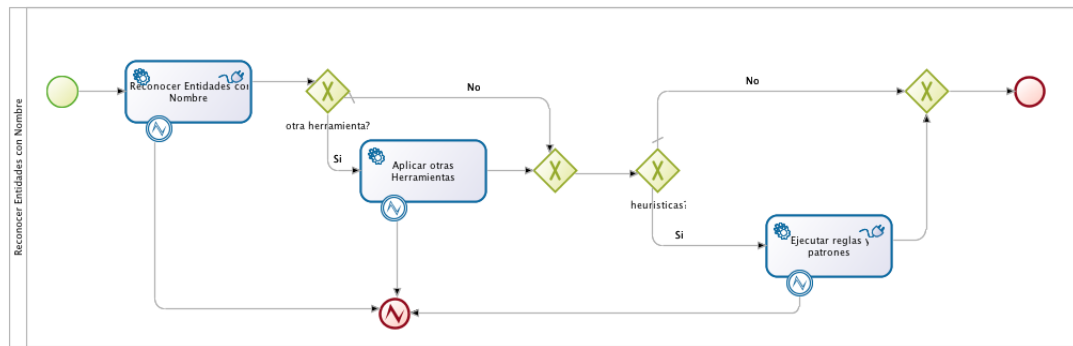 Reconocer Entidades con Nombre
Reconocer Entidades con
Nombre
otra herramienta?
No
Si
Aplicar otras
Herramientas
heuristicas?
No
Si
Ejecutar reglas y
patrones